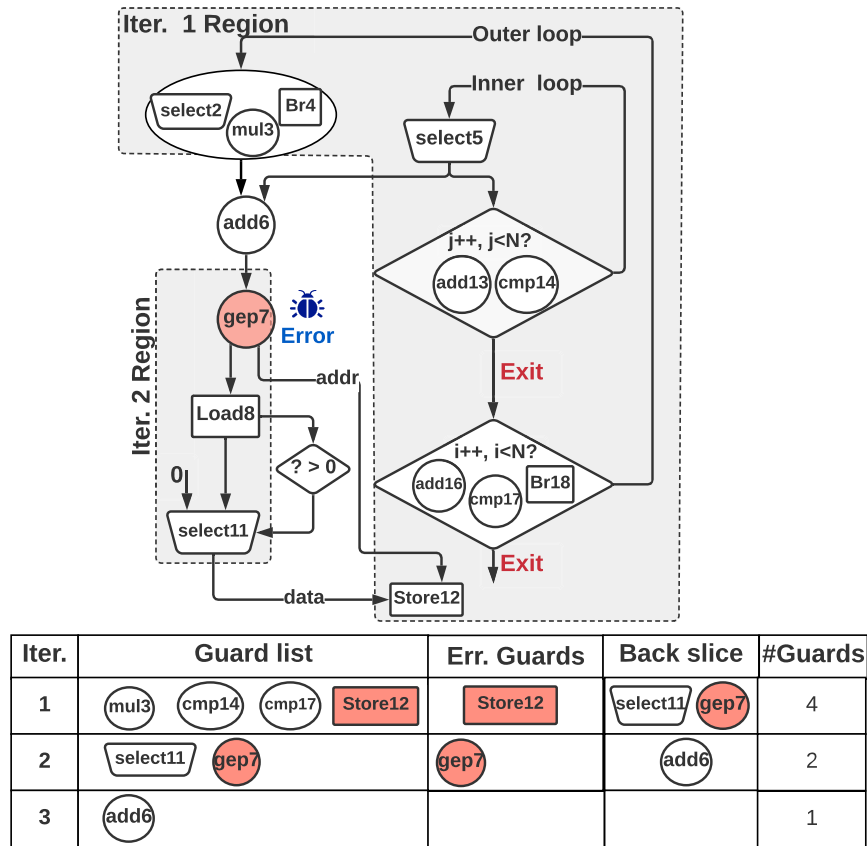 Iter. 1 Region
Outer loop
Inner loop
select2
Br4
mul3
select5
add6
j++, j<N?
add13
cmp14
gep7
Error
Iter. 2 Region
Exit
addr
Load8
? > 0
i++, i<N?
0
add16
cmp17
Br18
select11
Exit
data
Store12
Iter. Guard list Err. Guards Back slice #Guards
1 mul3 cmp14 cmp17 Store12 Store12 select11 gep7 4
2 select11 gep7 gep7 add6 2
3 add6 1